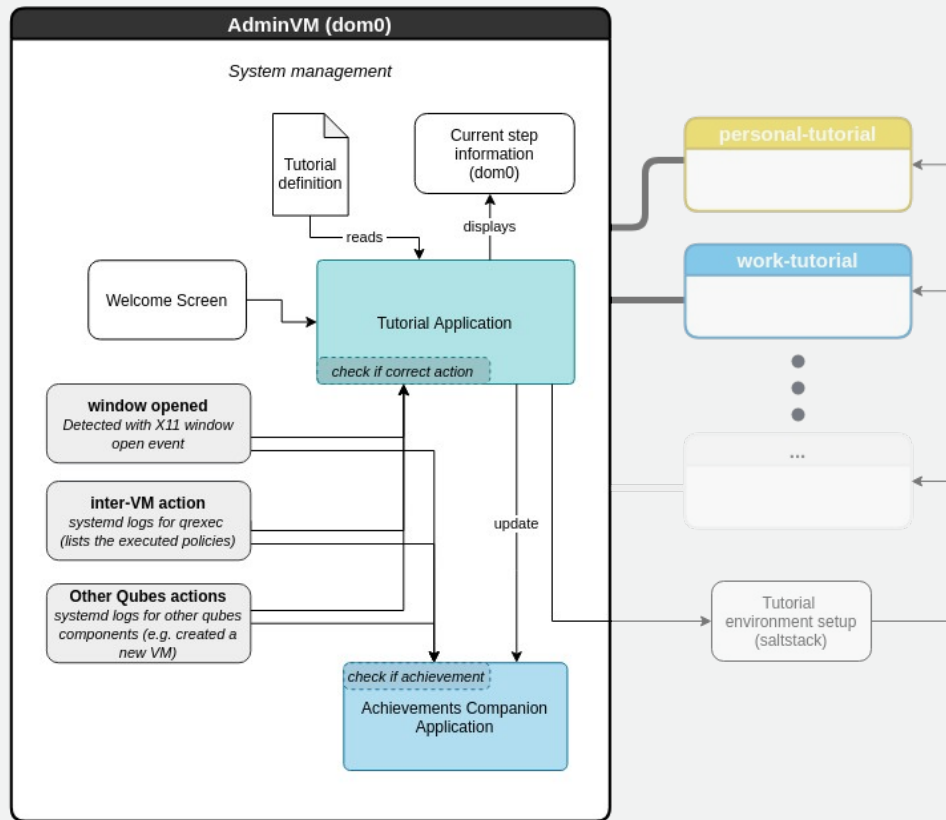 AdminVM (dom0)
System management
Tutorial
definition
Current step
information
(dom0)
reads
displays
Welcome Screen
Tutorial Application
check if correct action
window opened
Detected with X11 window
open event
inter-VM action
systemd logs for qrexec
(lists the executed policies)
Other Qubes actions
systemd logs for other qubes
components (e.g. created a
new VM)
update
check if achievement
Achievements Companion
Application
personal-tutorial
work-tutorial
...
Tutorial
environment setup
(saltstack)